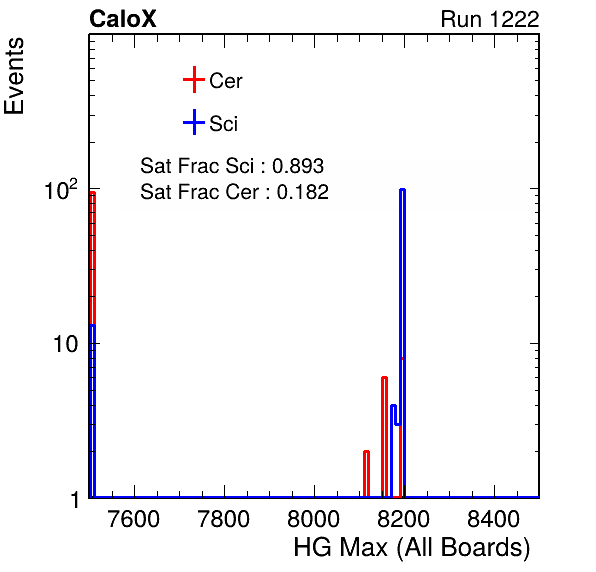 CaloX Run 1222
Events
Cer
Sci
Sat Frac Sci : 0.893
Sat Frac Cer : 0.182
10²
10
1
7600 7800 8000 8200 8400
HG Max (All Boards)